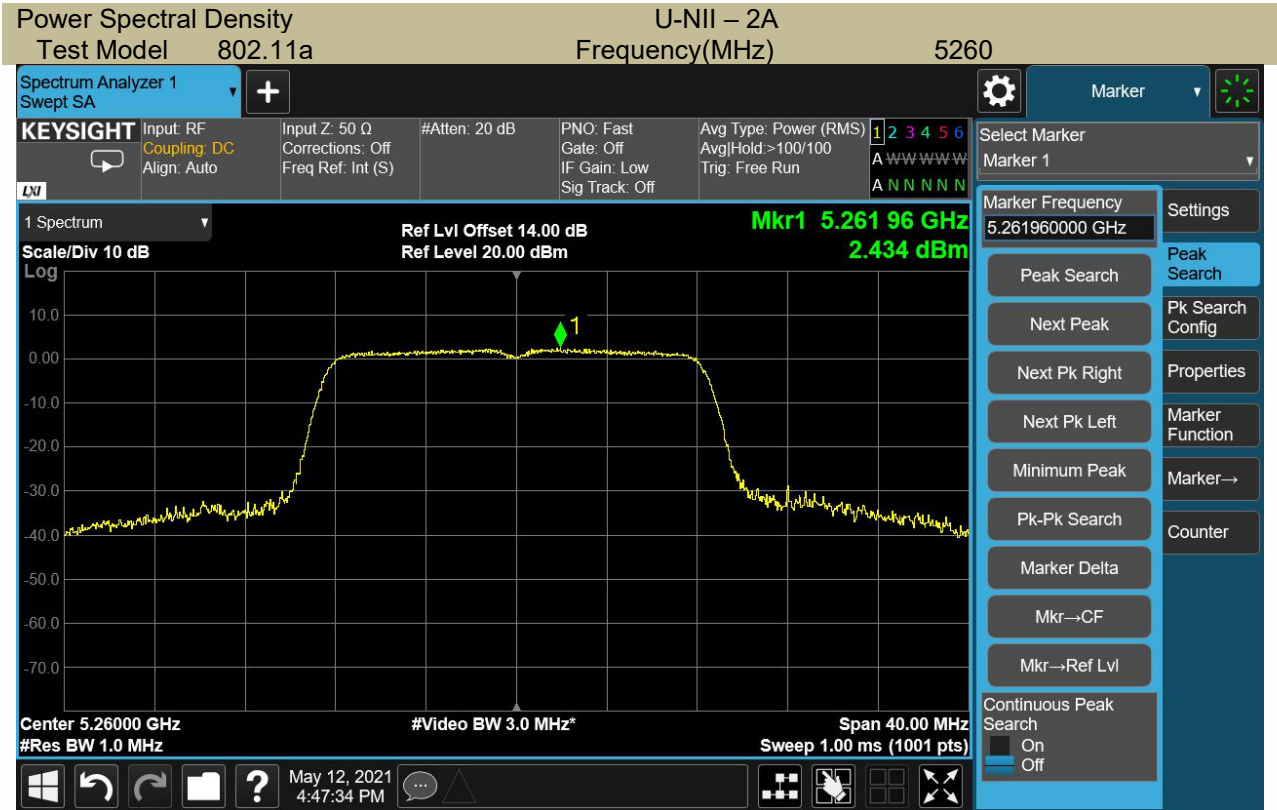 Power Spectral Density U-NII – 2A
Test Model 802.11a Frequency(MHz) 5260
Spectrum Analyzer 1
Swept SA
+
Marker
KEYSIGHT
LXI
Input: RF
Coupling: DC
Align: Auto
Input Z: 50 Ω
Corrections: Off
Freq Ref: Int (S)
#Atten: 20 dB
PNO: Fast
Gate: Off
IF Gain: Low
Sig Track: Off
Avg Type: Power (RMS)
Avg|Hold:>100/100
Trig: Free Run
1 2 3 4 5 6
A W W W W W
A N N N N N
1 Spectrum
Scale/Div 10 dB
Log
Ref Lvl Offset 14.00 dB
Ref Level 20.00 dBm
Mkr1 5.261 96 GHz
2.434 dBm
1
10.0
0.00
-10.0
-20.0
-30.0
-40.0
-50.0
-60.0
-70.0
Center 5.26000 GHz
#Res BW 1.0 MHz
#Video BW 3.0 MHz*
Span 40.00 MHz
Sweep 1.00 ms (1001 pts)
Select Marker
Marker 1
Marker Frequency
5.261960000 GHz
Peak Search
Next Peak
Next Pk Right
Next Pk Left
Minimum Peak
Pk-Pk Search
Marker Delta
Mkr→CF
Mkr→Ref Lvl
Continuous Peak
Search
On
Off
Settings
Peak
Search
Pk Search
Config
Properties
Marker
Function
Marker→
Counter
?
May 12, 2021
4:47:34 PM